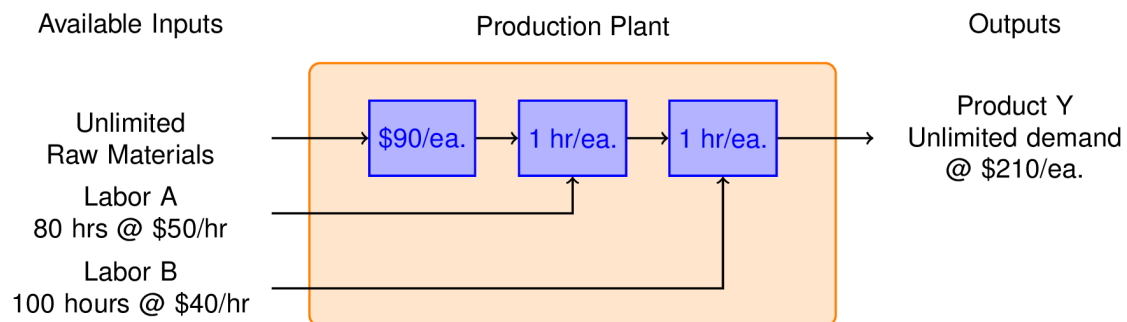 Available Inputs
Production Plant
Outputs
Unlimited
Raw Materials
$90/ea.
1 hr/ea.
1 hr/ea.
Product Y
Unlimited demand
@ $210/ea.
Labor A
80 hrs @ $50/hr
Labor B
100 hours @ $40/hr